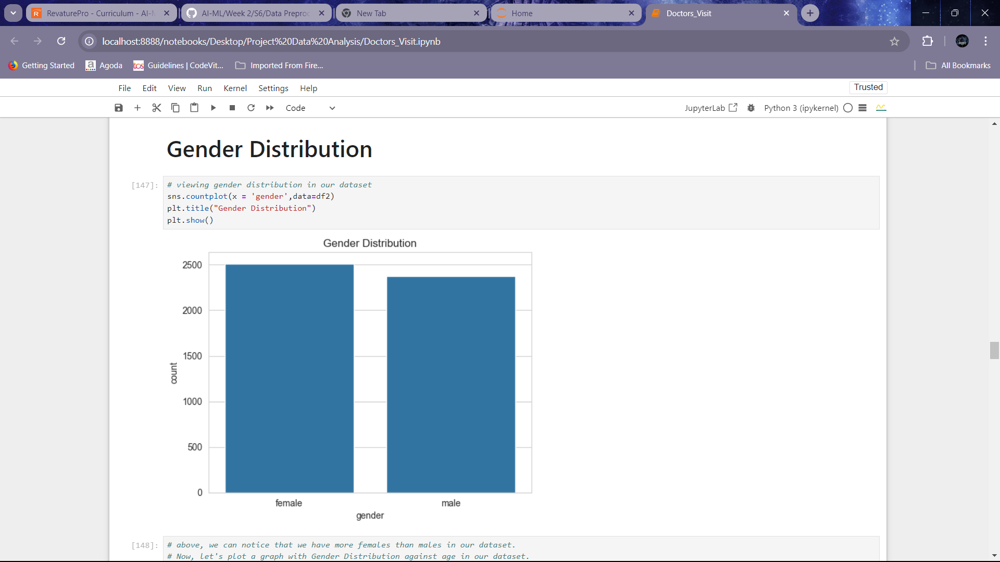 RevaturePro - Curriculum - AI-M
AI-ML/Week 2/S6/Data Preproc
New Tab
Home
Doctors_Visit
localhost:8888/notebooks/Desktop/Project%20Data%20Analysis/Doctors_Visit.ipynb
Getting Started
a Agoda
tcs Guidelines | CodeVit...
Imported From Fire...
All Bookmarks
File Edit View Run Kernel Settings Help
Trusted
Code
JupyterLab
Python 3 (ipykernel)
Gender Distribution
[147]:
# viewing gender distribution in our dataset
sns.countplot(x = 'gender',data=df2)
plt.title("Gender Distribution")
plt.show()
Gender Distribution
2500
2000
1500
1000
500
0
count
female
male
gender
[148]:
# above, we can notice that we have more females than males in our dataset.
# Now, let's plot a graph with Gender Distribution against age in our dataset.